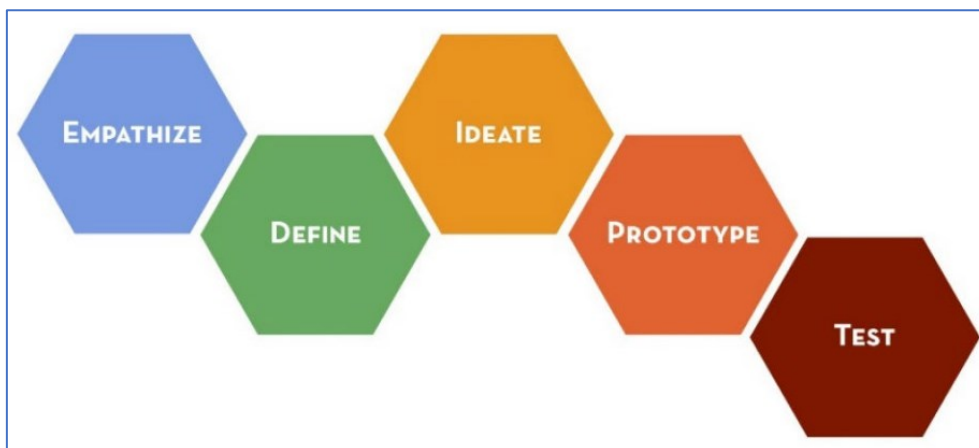 EMPATHIZE
DEFINE
IDEATE
PROTOTYPE
TEST